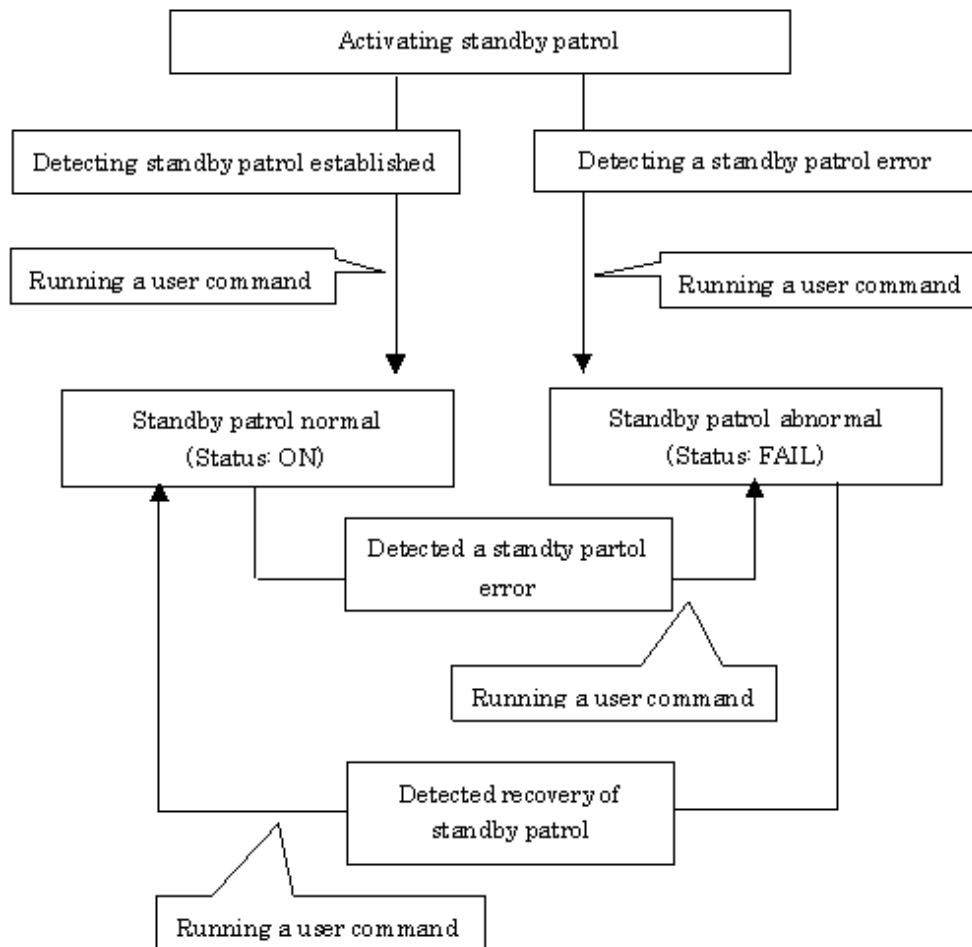 Activating standby patrol
Detecting standby patrol established
Detecting a standby patrol error
Running a user command
Running a user command
Standby patrol normal
(Status: ON)
Standby patrol abnormal
(Status: FAIL)
Detected a standty partol
error
Running a user command
Detected recovery of
standby patrol
Running a user command